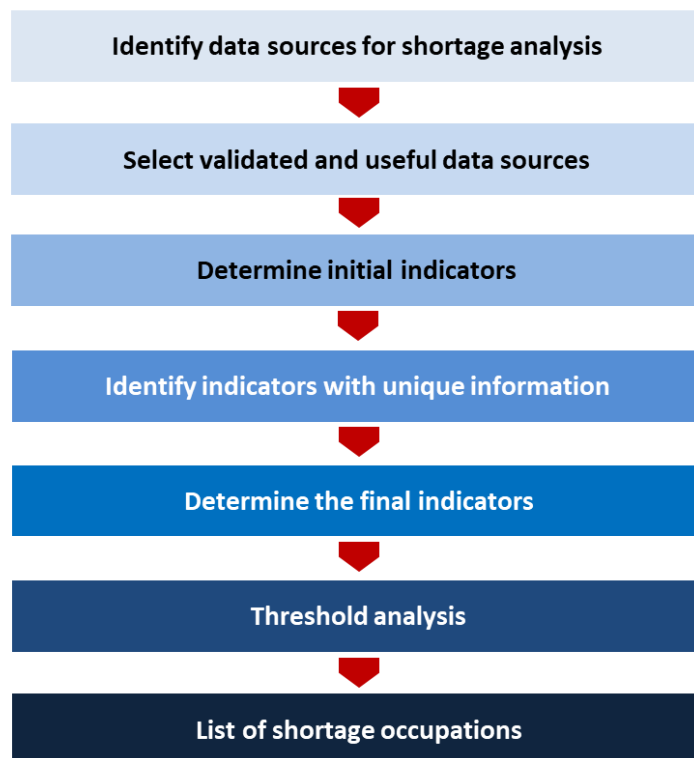 Identify data sources for shortage analysis
Select validated and useful data sources
Determine initial indicators
Identify indicators with unique information
Determine the final indicators
Threshold analysis
List of shortage occupations